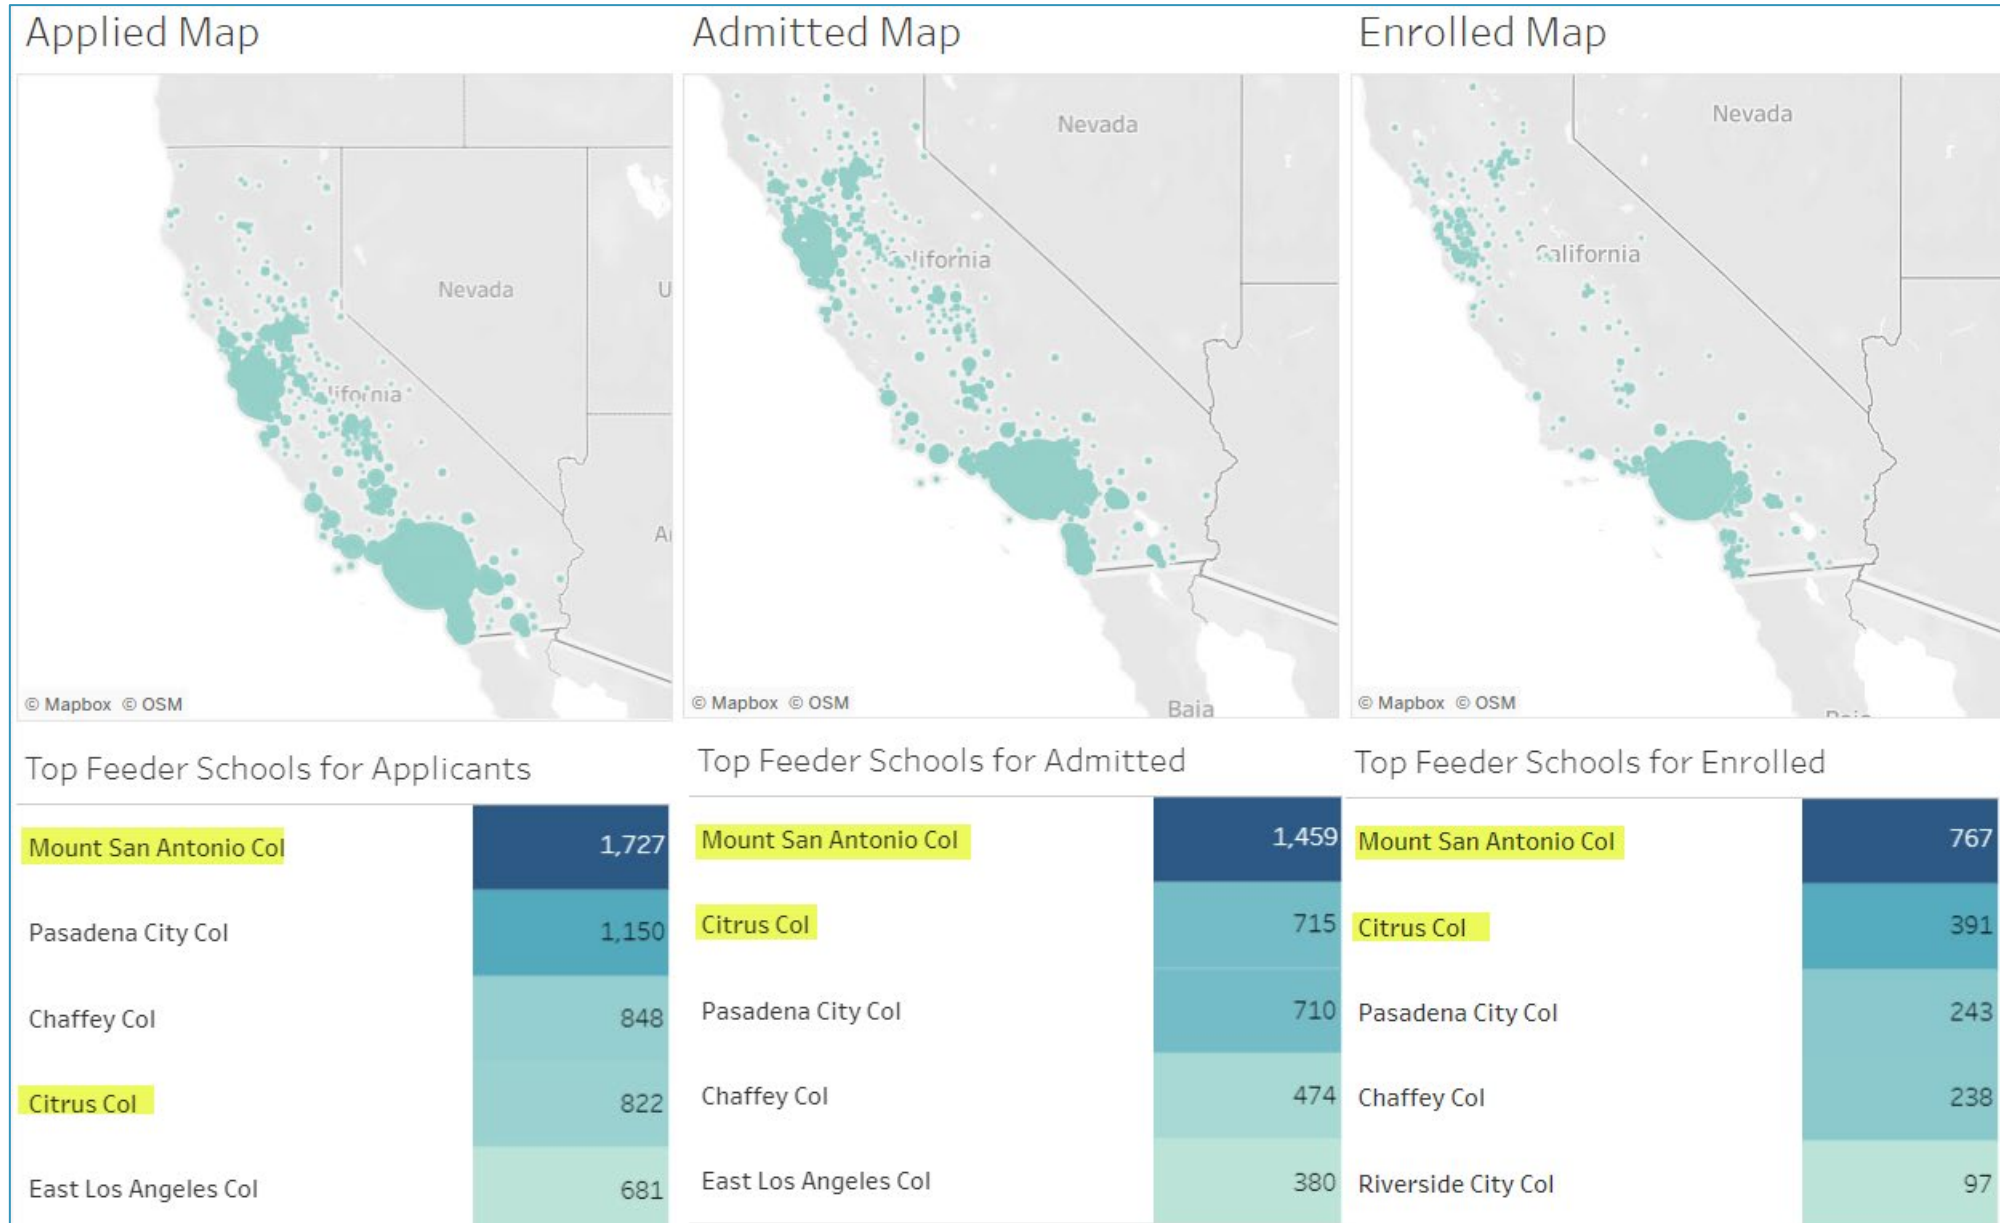 Applied Map
Nevada
U
lifornia
A
© Mapbox © OSM
Admitted Map
Nevada
California
Baja
© Mapbox © OSM
Enrolled Map
Nevada
California
© Mapbox © OSM
Top Feeder Schools for Applicants
Mount San Antonio Col 1,727
Pasadena City Col 1,150
Chaffey Col 848
Citrus Col 822
East Los Angeles Col 681
Top Feeder Schools for Admitted
Mount San Antonio Col 1,459
Citrus Col 715
Pasadena City Col 710
Chaffey Col 474
East Los Angeles Col 380
Top Feeder Schools for Enrolled
Mount San Antonio Col 767
Citrus Col 391
Pasadena City Col 243
Chaffey Col 238
Riverside City Col 97